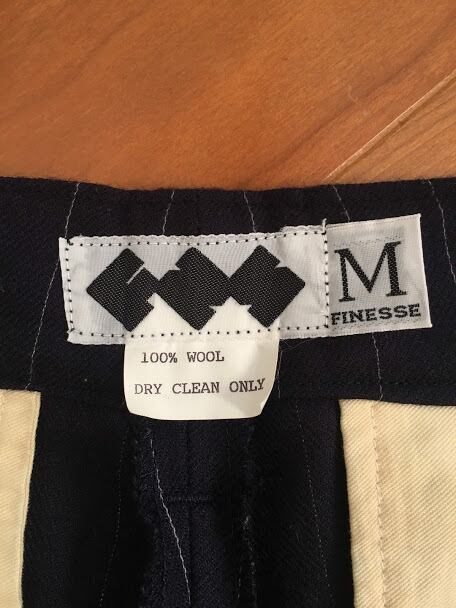 M
FINESSE
100% WOOL
DRY CLEAN ONLY